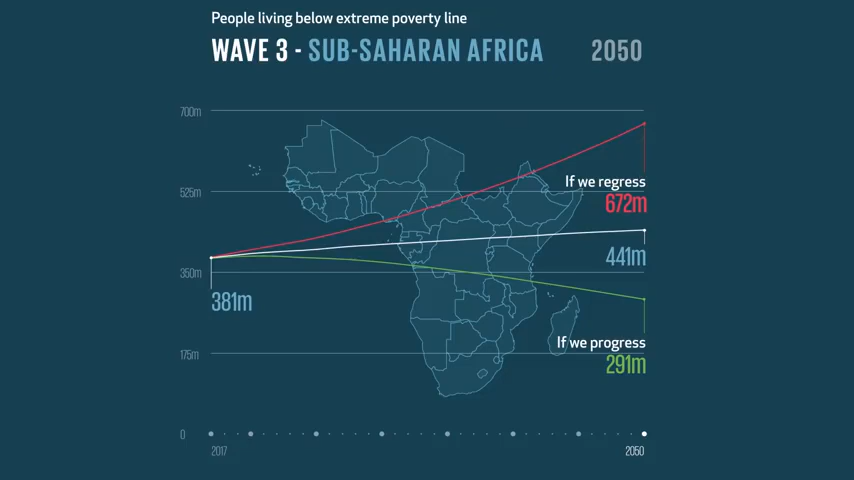 People living below extreme poverty line
WAVE 3 - SUB-SAHARAN AFRICA 2050
700m
If we regress
525m
672m
441m
350m
381m
If we progress
175m
291m
0
2017 2050